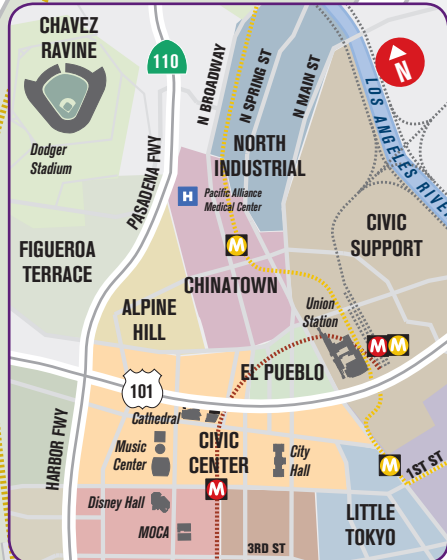 CHAVEZ
RAVINE
Dodger
Stadium
110
N BROADWAY
N SPRING ST
N MAIN ST
N
LOS ANGELES RIVE
PASADENA FWY
NORTH
INDUSTRIAL
H
Pacific Alliance
Medical Center
M
FIGUEROA
TERRACE
CIVIC
SUPPORT
CHINATOWN
ALPINE
HILL
Union
Station
M M
EL PUEBLO
101
HARBOR FWY
Cathedral
Music
Center
CIVIC
CENTER
City
Hall
M
1ST ST
M
Disney Hall
MOCA
LITTLE
TOKYO
3RD ST